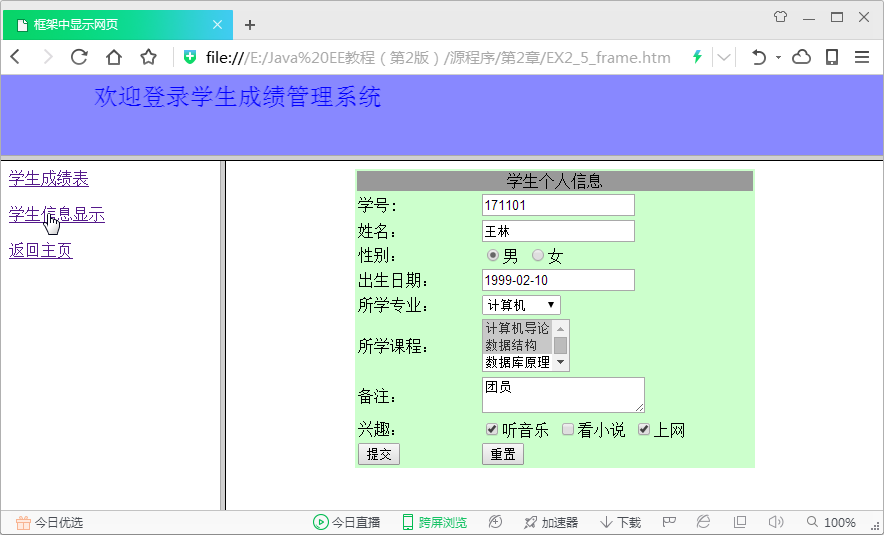 框架中显示网页
file:///E:/Java%20EE教程（第2版）/源程序/第2章/EX2_5_frame.htm
欢迎登录学生成绩管理系统
学生成绩表
学生信息显示
返回主页
学生个人信息
学号： 171101
姓名： 王林
性别： 男 女
出生日期： 1999-02-10
所学专业： 计算机
所学课程： 计算机导论
数据结构
数据库原理
备注： 团员
兴趣： 听音乐 看小说 上网
提交 重置
今日优选 今日直播 跨屏浏览 加速器 下载 100%